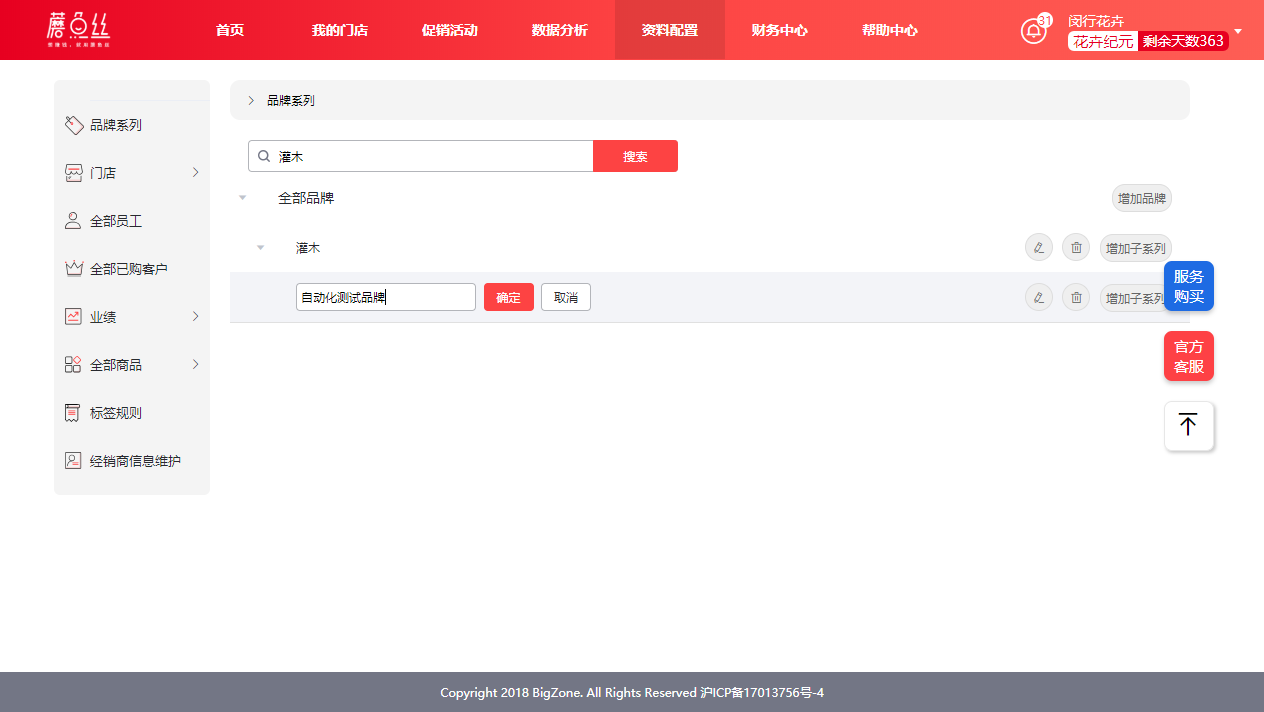 蘑点丝
首页
我的门店
促销活动
数据分析
资料配置
财务中心
帮助中心
31
闵行花卉
花卉纪元 剩余天数363
品牌系列
门店
全部员工
全部已购客户
业绩
全部商品
标签规则
经销商信息维护
品牌系列
灌木
搜索
全部品牌
增加品牌
灌木
增加子系列
自动化测试品牌
确定
取消
增加子系列
服务
购买
官方
客服
Copyright 2018 BigZone. All Rights Reserved 沪ICP备17013756号-4